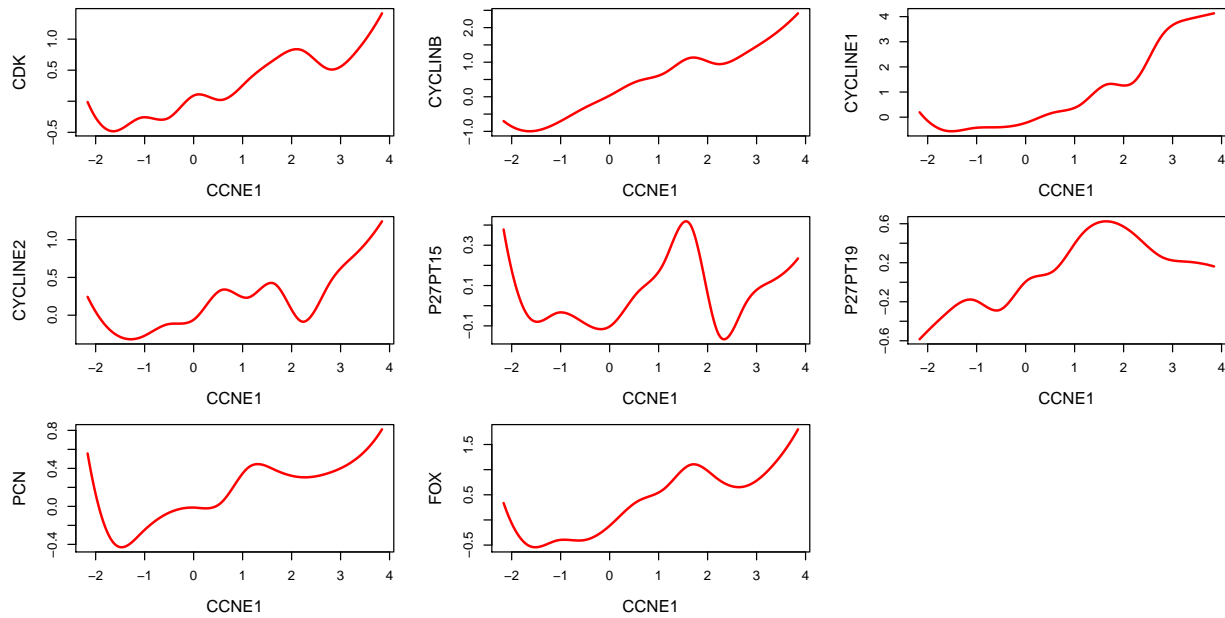 CDK
1.0
0.5
−0.5
−2 −1 0 1 2 3 4
CCNE1
CYCLINB
2.0
1.0
0.0
−1.0
−2 −1 0 1 2 3 4
CCNE1
CYCLINE1
4
3
2
1
0
−2 −1 0 1 2 3 4
CCNE1
CYCLINE2
1.0
0.5
0.0
−2 −1 0 1 2 3 4
CCNE1
P27PT15
0.3
0.1
−0.1
−2 −1 0 1 2 3 4
CCNE1
P27PT19
0.6
0.2
−0.2
−0.6
−2 −1 0 1 2 3 4
CCNE1
PCN
0.8
0.4
0.0
−0.4
−2 −1 0 1 2 3 4
CCNE1
FOX
1.5
0.5
−0.5
−2 −1 0 1 2 3 4
CCNE1